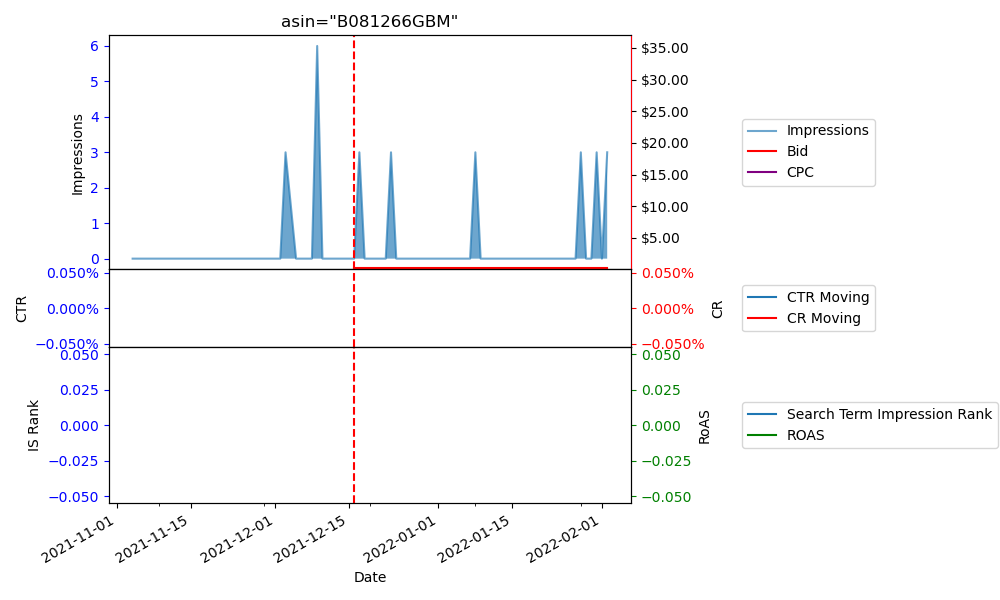 asin="B081266GBM"
6
5
4
3
2
1
0
Impressions
$35.00
$30.00
$25.00
$20.00
$15.00
$10.00
$5.00
Impressions
Bid
CPC
0.050%
0.000%
−0.050%
CTR
0.050%
0.000%
−0.050%
CR
CTR Moving
CR Moving
0.050
0.025
0.000
−0.025
−0.050
IS Rank
0.050
0.025
0.000
−0.025
−0.050
RoAS
Search Term Impression Rank
ROAS
2021-11-01
2021-11-15
2021-12-01
2021-12-15
2022-01-01
2022-01-15
2022-02-01
Date